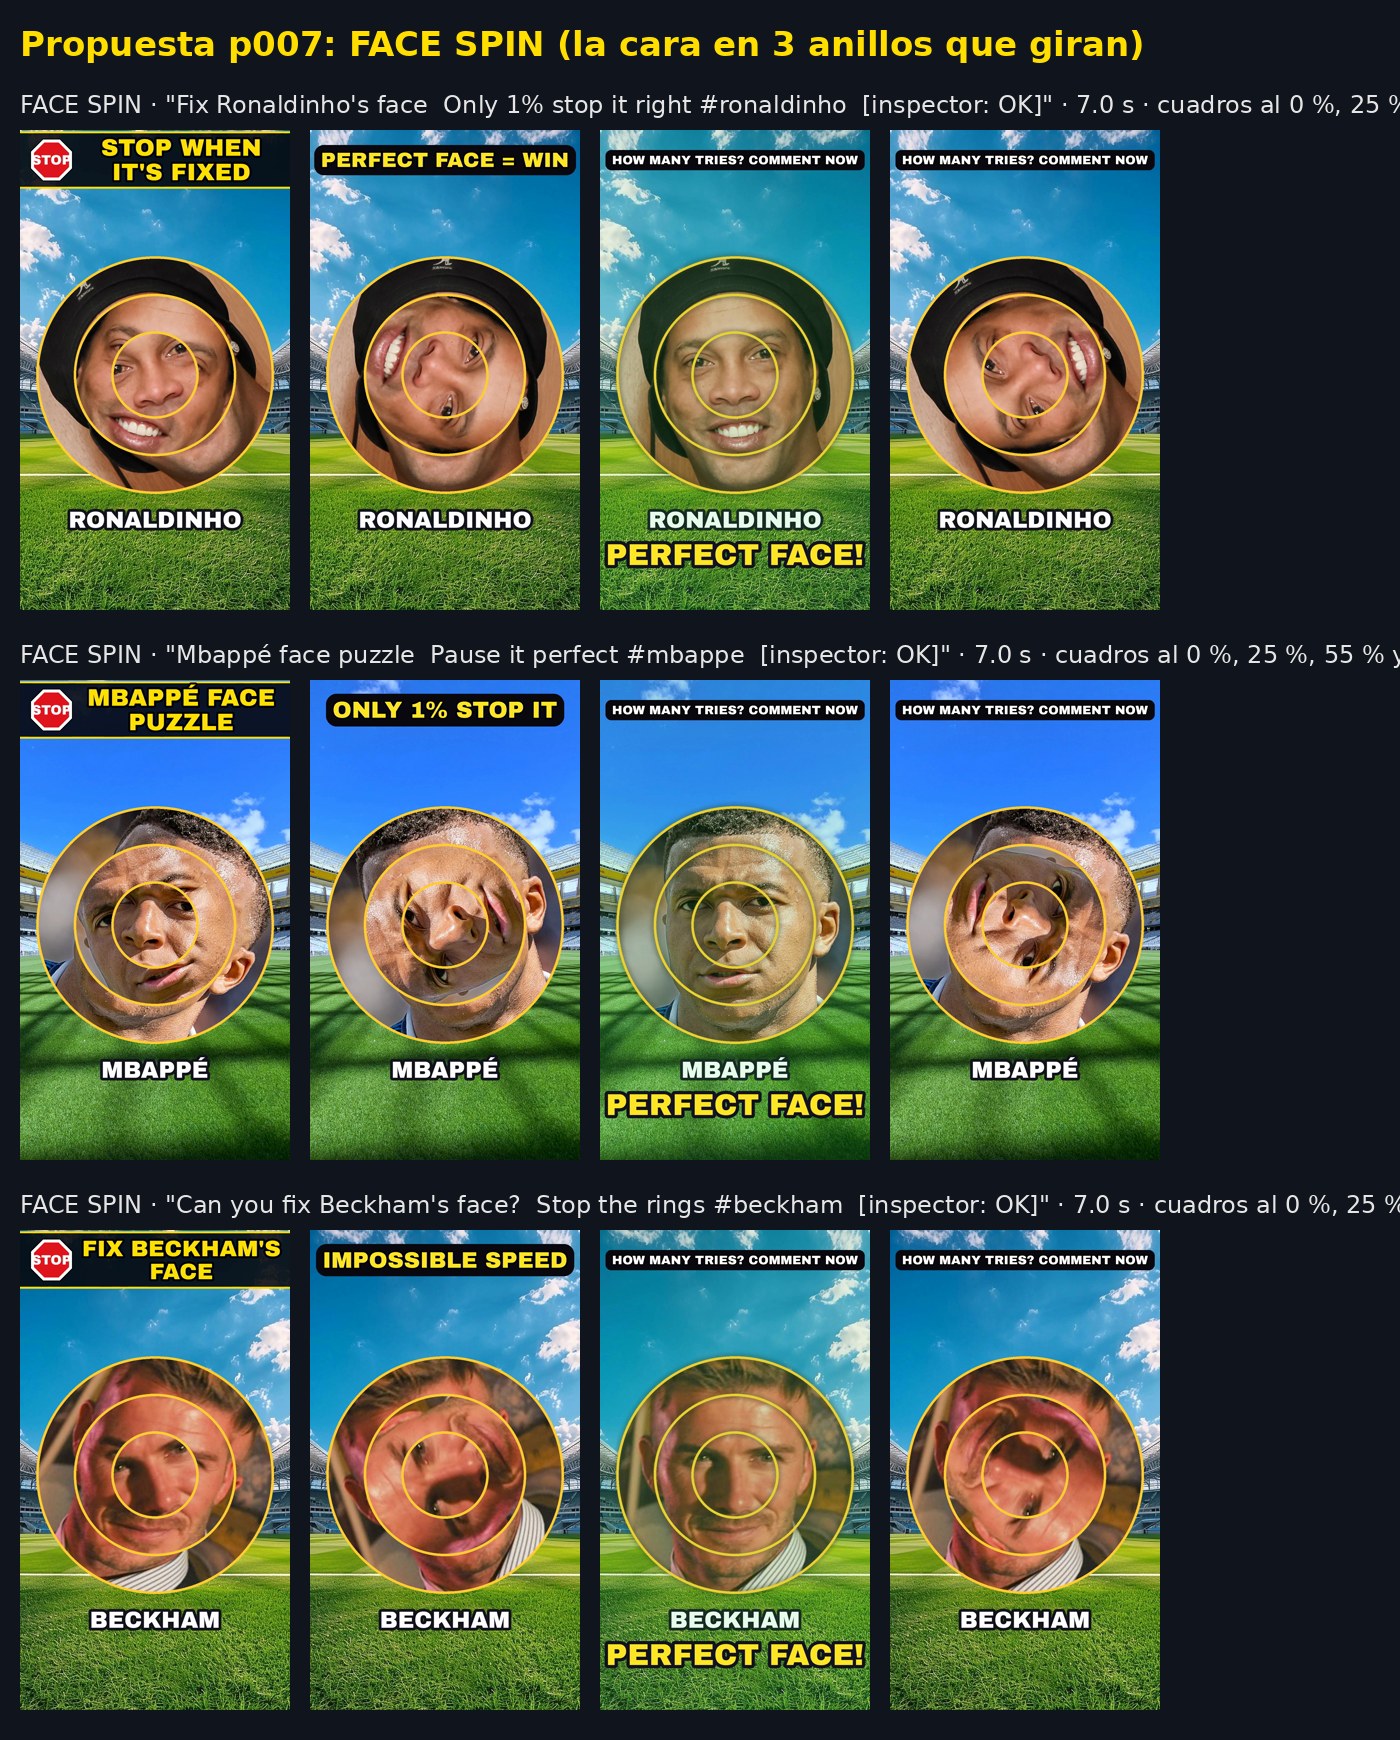 Propuesta p007: FACE SPIN (la cara en 3 anillos que giran)
FACE SPIN · "Fix Ronaldinho's face  Only 1% stop it right #ronaldinho  [inspector: OK]" · 7.0 s · cuadros al 0 %, 25 %
STOP
STOP WHEN
IT'S FIXED
PERFECT FACE = WIN
HOW MANY TRIES? COMMENT NOW
HOW MANY TRIES? COMMENT NOW
RONALDINHO
RONALDINHO
RONALDINHO
PERFECT FACE!
RONALDINHO
FACE SPIN · "Mbappé face puzzle  Pause it perfect #mbappe  [inspector: OK]" · 7.0 s · cuadros al 0 %, 25 %, 55 % y
STOP
MBAPPÉ FACE
PUZZLE
ONLY 1% STOP IT
HOW MANY TRIES? COMMENT NOW
HOW MANY TRIES? COMMENT NOW
MBAPPÉ
MBAPPÉ
MBAPPÉ
PERFECT FACE!
MBAPPÉ
FACE SPIN · "Can you fix Beckham's face?  Stop the rings #beckham  [inspector: OK]" · 7.0 s · cuadros al 0 %, 25 %
STOP
FIX BECKHAM'S
FACE
IMPOSSIBLE SPEED
HOW MANY TRIES? COMMENT NOW
HOW MANY TRIES? COMMENT NOW
BECKHAM
BECKHAM
BECKHAM
PERFECT FACE!
BECKHAM